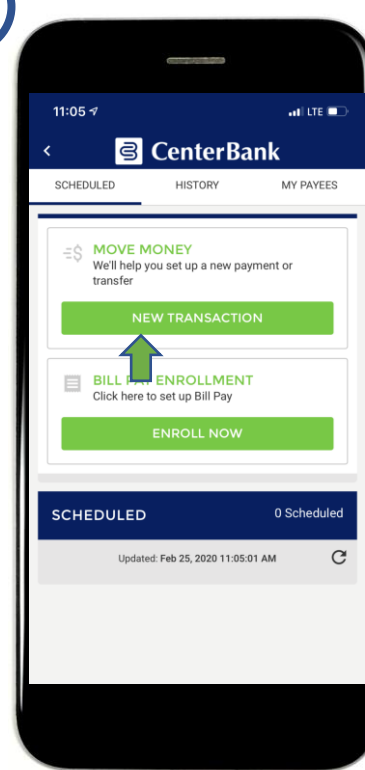 11:05 LTE
CenterBank
SCHEDULED HISTORY MY PAYEES
MOVE MONEY
We'll help you set up a new payment or
transfer
NEW TRANSACTION
BILL PAY ENROLLMENT
Click here to set up Bill Pay
ENROLL NOW
SCHEDULED 0 Scheduled
Updated: Feb 25, 2020 11:05:01 AM